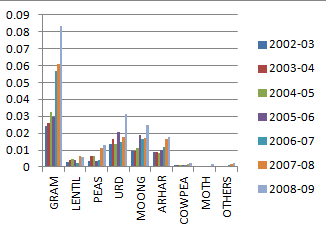 0.09
0.08
0.07
0.06
0.05
0.04
0.03
0.02
0.01
0
GRAM
LENTIL
PEAS
URD
MOONG
ARHAR
COWPEA
MOTH
OTHERS
2002-03
2003-04
2004-05
2005-06
2006-07
2007-08
2008-09